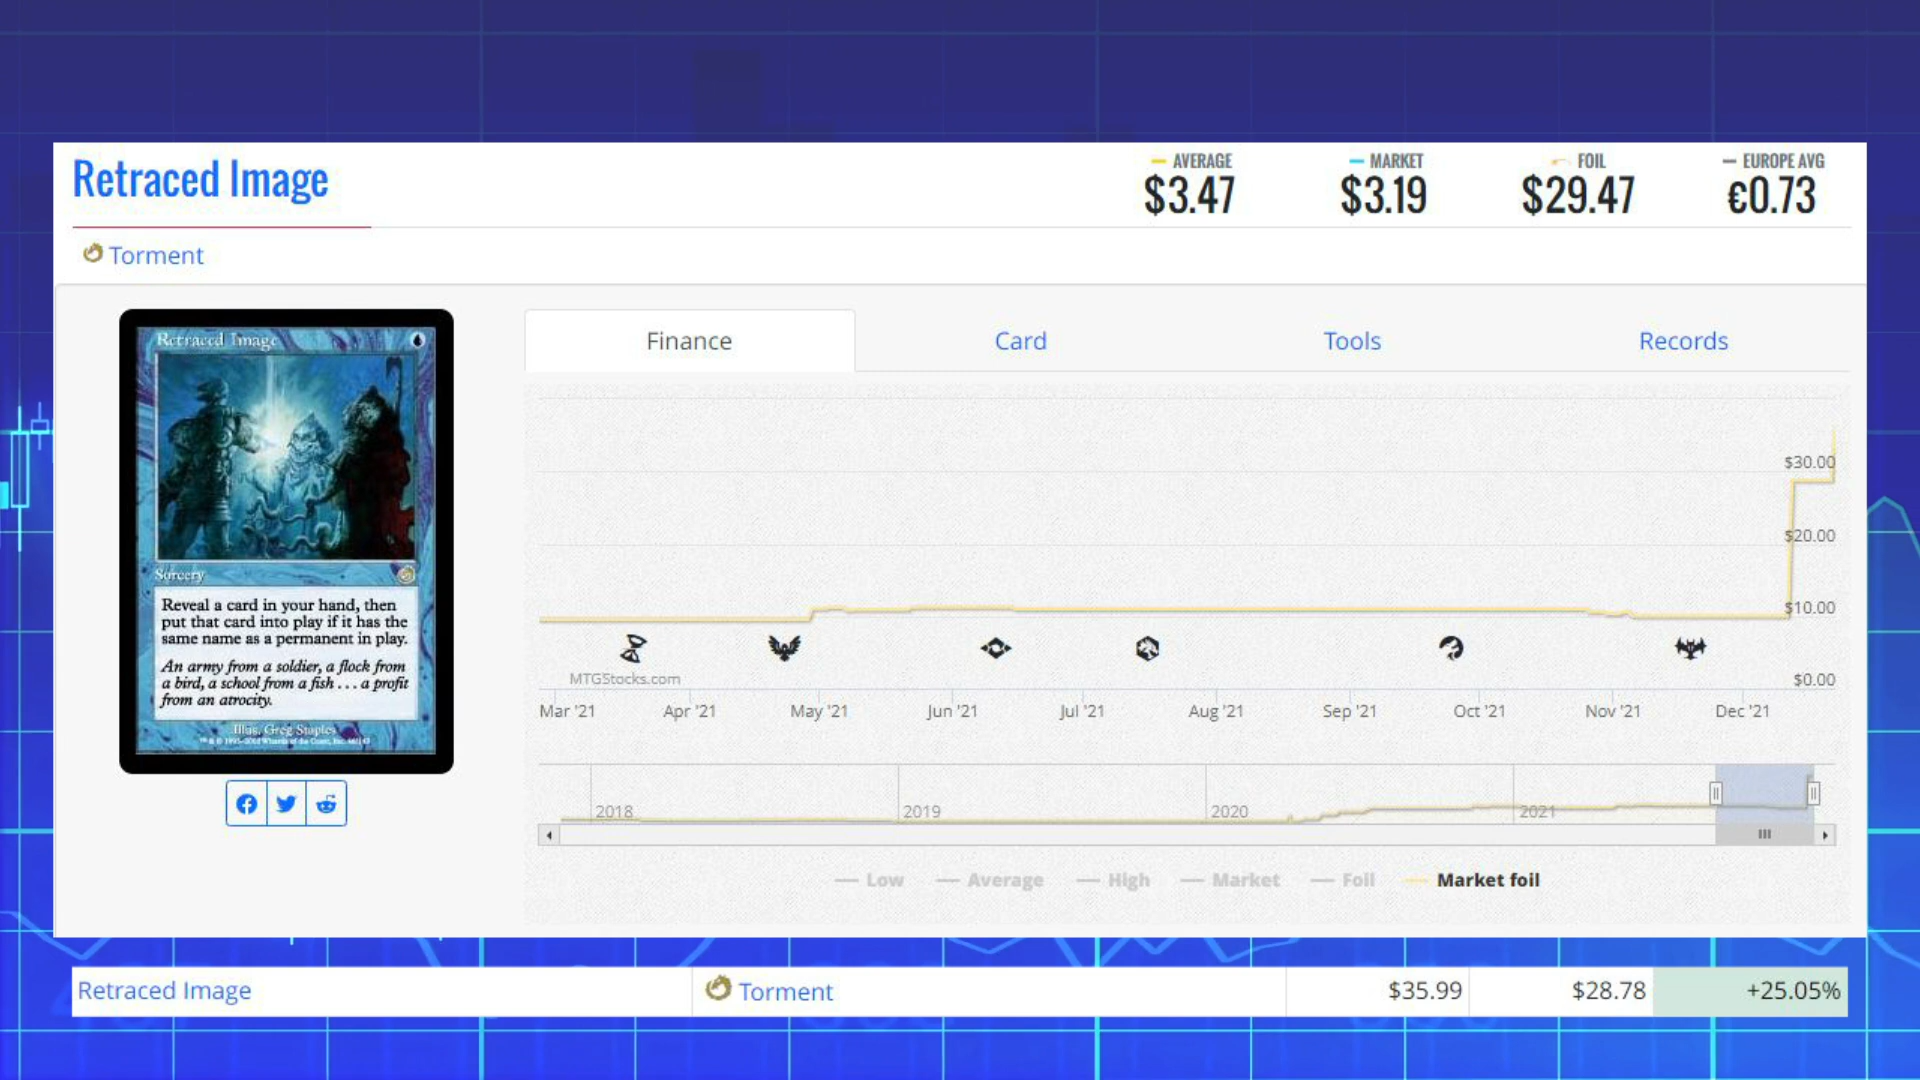 Retraced Image
AVERAGE
$3.47
MARKET
$3.19
FOIL
$29.47
EUROPE AVG
€0.73
Torment
Retraced Image
Sorcery
Reveal a card in your hand, then
put that card into play if it has the
same name as a permanent in play.
An army from a soldier, a flock from
a bird, a school from a fish . . . a profit
from an atrocity.
Illus. Greg Staples
Finance
Card
Tools
Records
$30.00
$20.00
$10.00
$0.00
MTGStocks.com
Mar '21 Apr '21 May '21 Jun '21 Jul '21 Aug '21 Sep '21 Oct '21 Nov '21 Dec '21
2018 2019 2020 2021
Low Average High Market Foil Market foil
Retraced Image Torment $35.99 $28.78 +25.05%